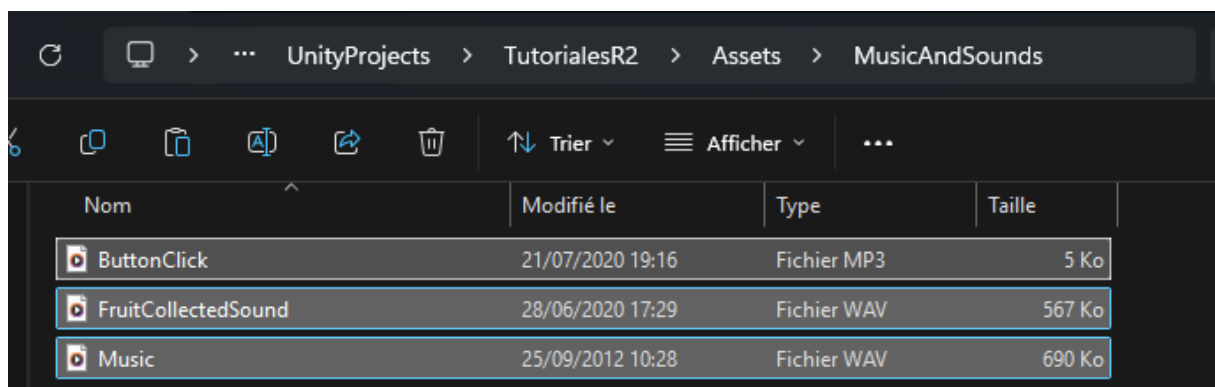 UnityProjects > TutorialesR2 > Assets > MusicAndSounds
Trier Afficher
Nom Modifié le Type Taille
ButtonClick 21/07/2020 19:16 Fichier MP3 5 Ko
FruitCollectedSound 28/06/2020 17:29 Fichier WAV 567 Ko
Music 25/09/2012 10:28 Fichier WAV 690 Ko